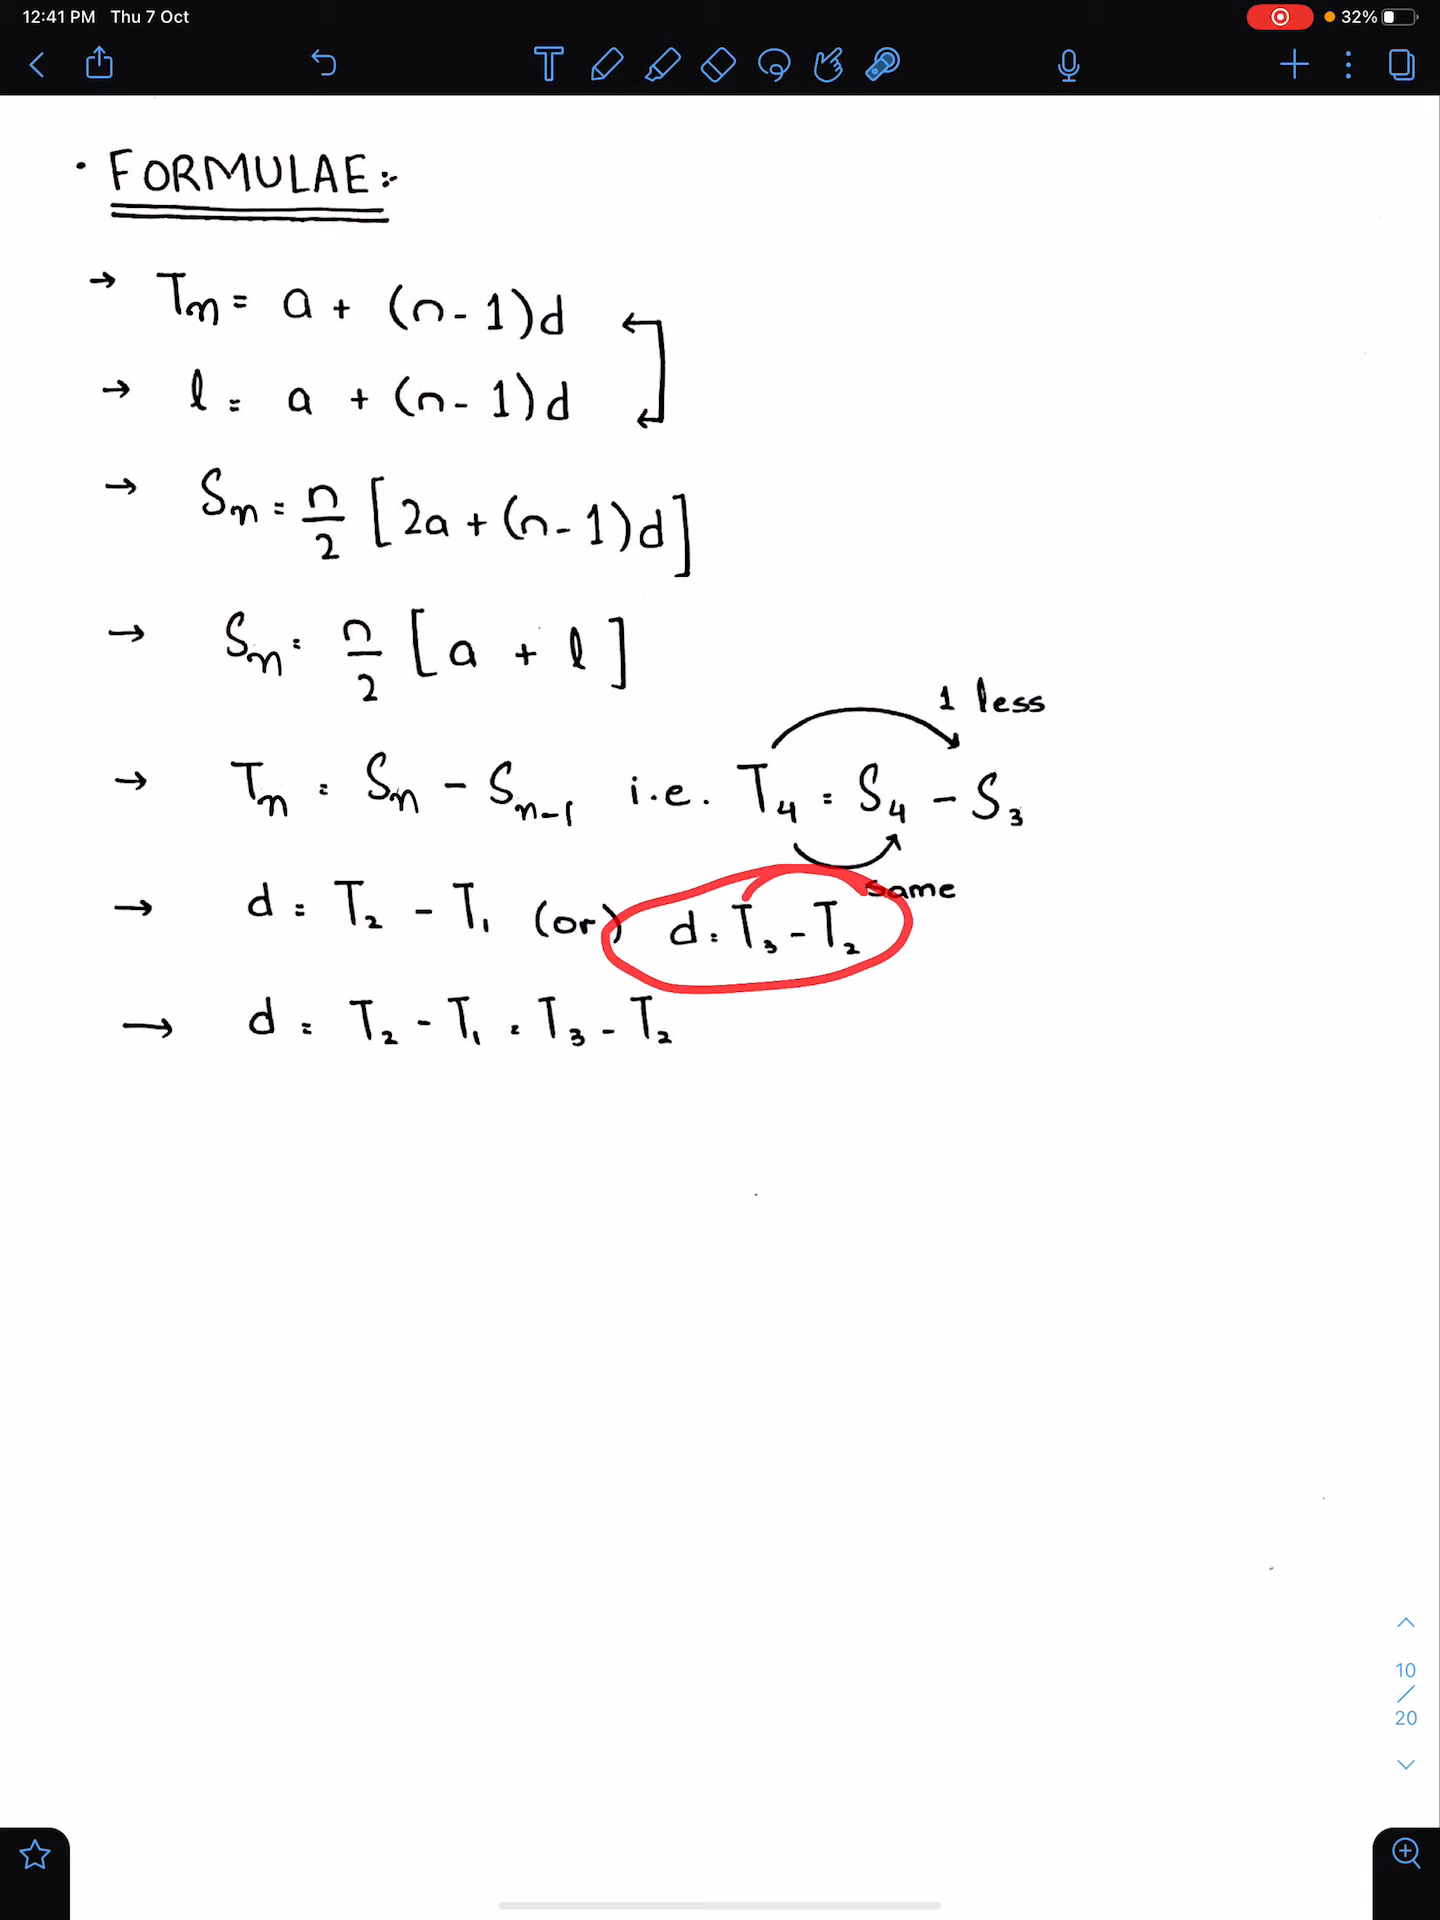 12:41 PM Thu 7 Oct 32%
• FORMULAE:-
→ Tn = a + (n-1)d
→ l = a + (n-1)d
→ Sn = n/2 [2a + (n-1)d]
→ Sn = n/2 [a + l]
1 less
→ Tn = Sn - Sn-1 i.e. T4 = S4 - S3
same
→ d = T2 - T1 (or) d = T3 - T2
→ d = T2 - T1 = T3 - T2
10
/
20